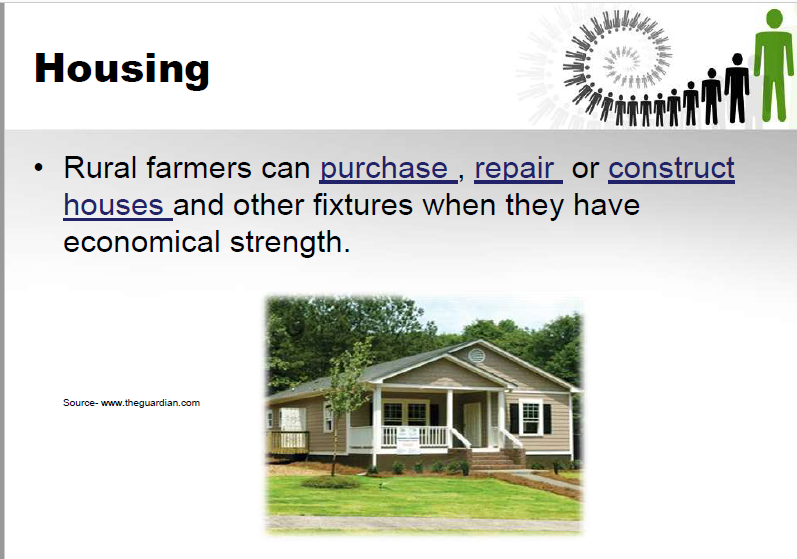 Housing
• Rural farmers can purchase , repair  or construct
houses and other fixtures when they have
economical strength.
Source- www.theguardian.com